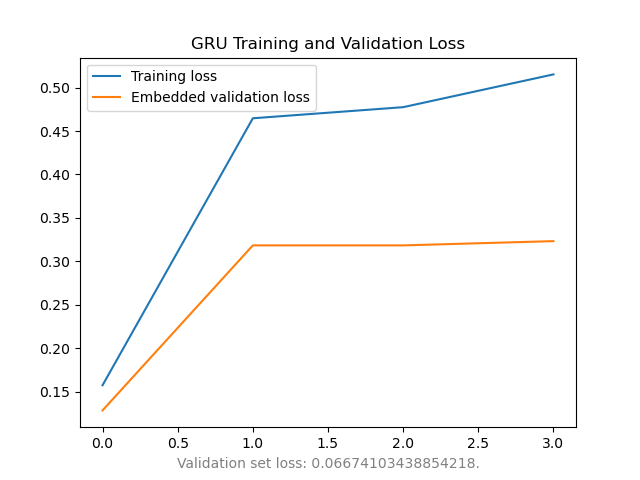 GRU Training and Validation Loss
Training loss
Embedded validation loss
0.50
0.45
0.40
0.35
0.30
0.25
0.20
0.15
0.0 0.5 1.0 1.5 2.0 2.5 3.0
Validation set loss: 0.06674103438854218.